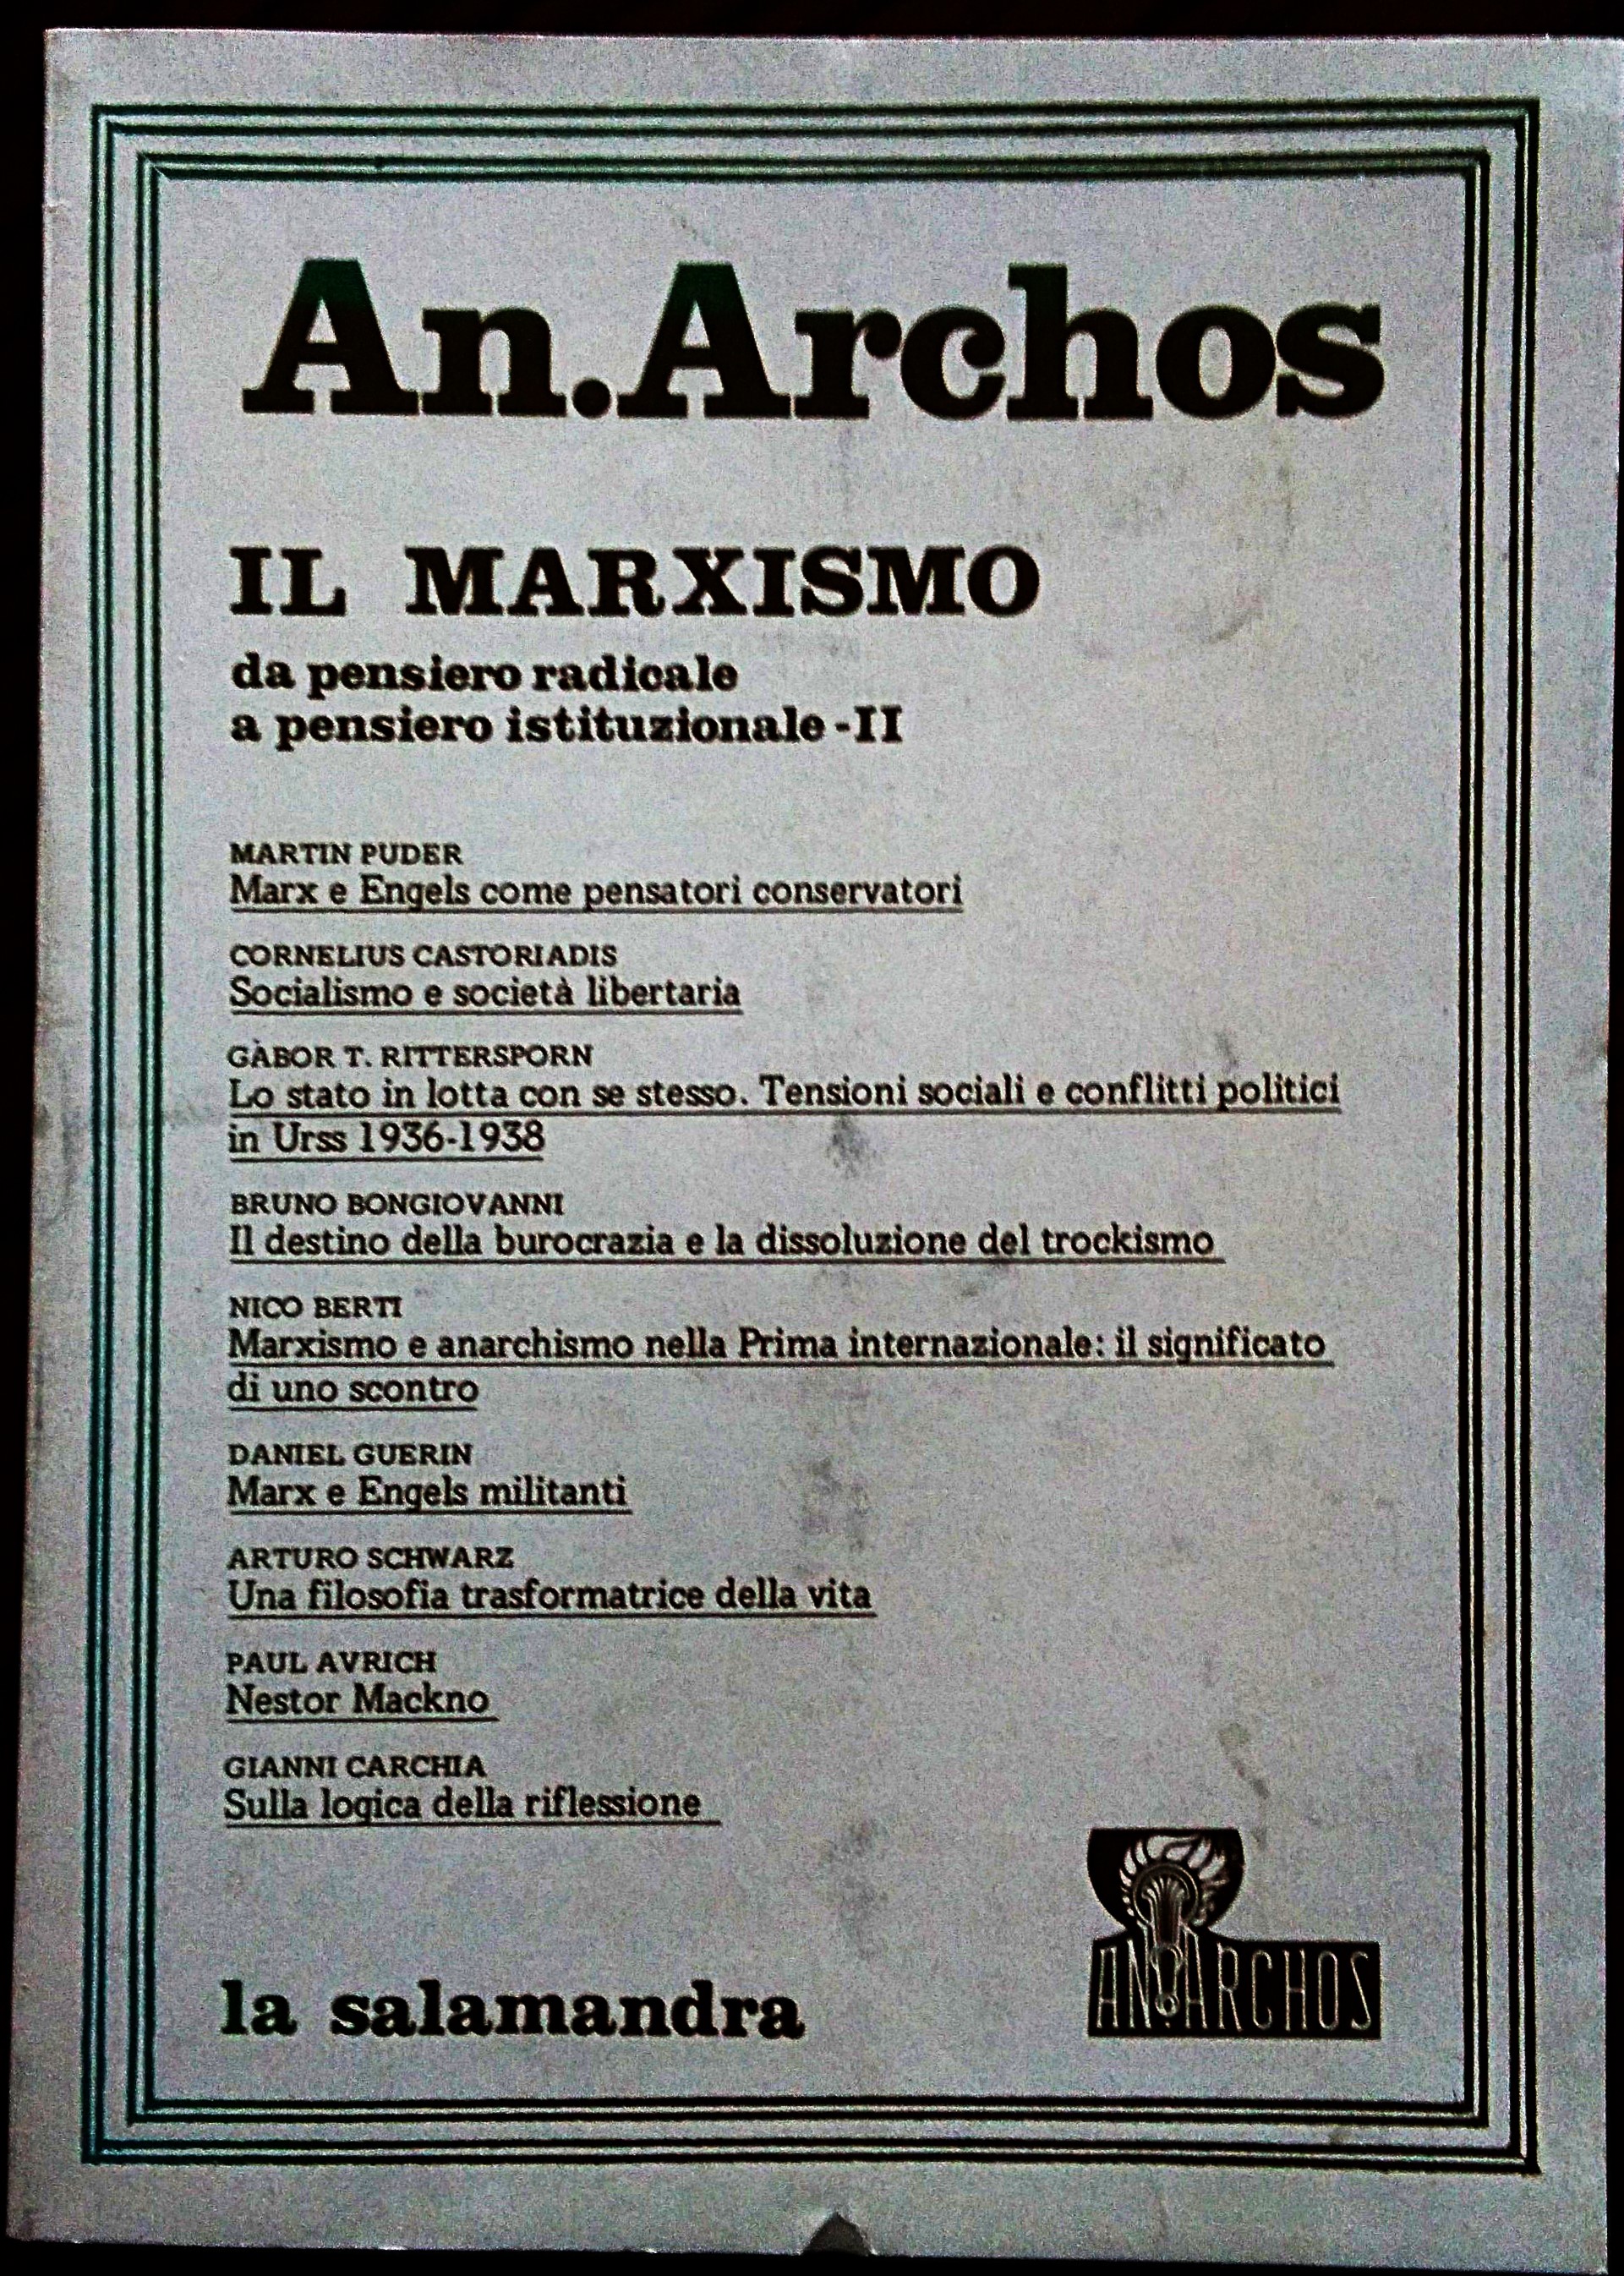 An.Archos
IL MARXISMO
da pensiero radicale
a pensiero istituzionale -II
MARTIN PUDER
Marx e Engels come pensatori conservatori
CORNELIUS CASTORIADIS
Socialismo e società libertaria
GÀBOR T. RITTERSPORN
Lo stato in lotta con se stesso. Tensioni sociali e conflitti politici
in Urss 1936-1938
BRUNO BONGIOVANNI
Il destino della burocrazia e la dissoluzione del trockismo
NICO BERTI
Marxismo e anarchismo nella Prima internazionale: il significato
di uno scontro
DANIEL GUERIN
Marx e Engels militanti
ARTURO SCHWARZ
Una filosofia trasformatrice della vita
PAUL AVRICH
Nestor Mackno
GIANNI CARCHIA
Sulla logica della riflessione
la salamandra
AN.ARCHOS